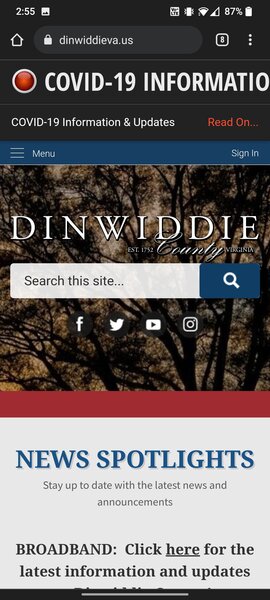 2:55
87%
dinwiddieva.us
8
COVID-19 INFORMATIO
COVID-19 Information & Updates Read On...
Menu Sign In
DINWIDDIE
EST. 1752 County VIRGINIA
Search this site...
NEWS SPOTLIGHTS
Stay up to date with the latest news and
announcements
BROADBAND: Click here for the
latest information and updates